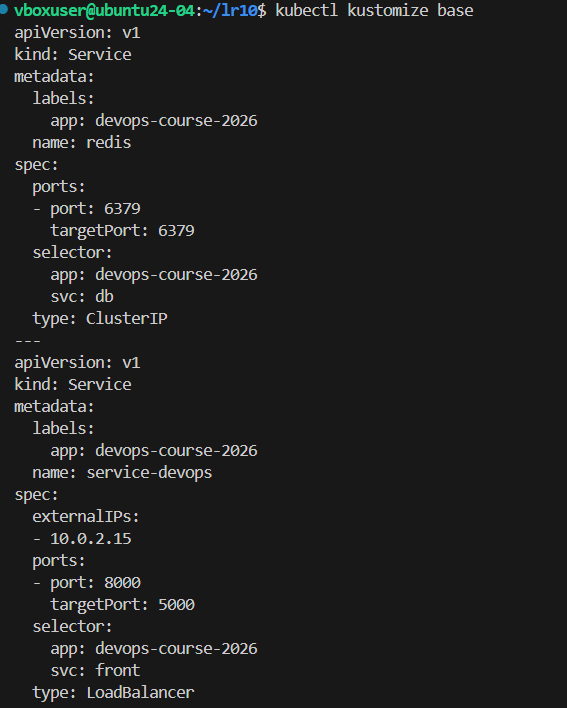 vboxuser@ubuntu24-04:~/lr10$ kubectl kustomize base
apiVersion: v1
kind: Service
metadata:
  labels:
    app: devops-course-2026
  name: redis
spec:
  ports:
  - port: 6379
    targetPort: 6379
  selector:
    app: devops-course-2026
    svc: db
  type: ClusterIP
---
apiVersion: v1
kind: Service
metadata:
  labels:
    app: devops-course-2026
  name: service-devops
spec:
  externalIPs:
  - 10.0.2.15
  ports:
  - port: 8000
    targetPort: 5000
  selector:
    app: devops-course-2026
    svc: front
  type: LoadBalancer